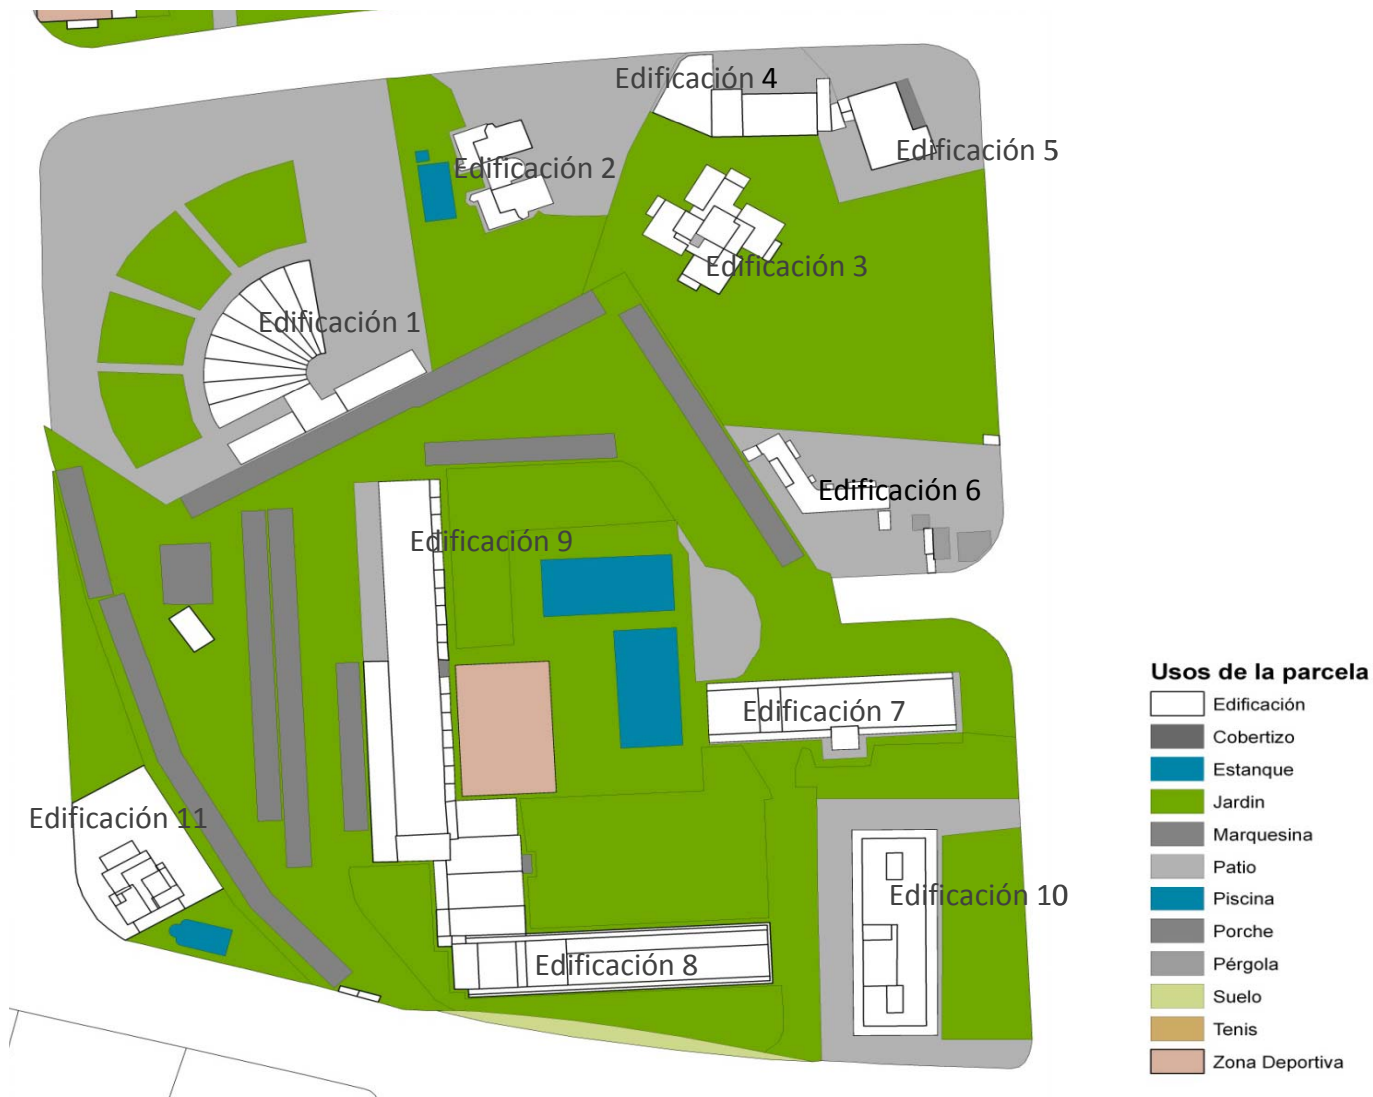 Edificación 4
Edificación 5
Edificación 2
Edificación 3
Edificación 1
Edificación 6
Edificación 9
Edificación 7
Edificación 11
Edificación 10
Edificación 8
Usos de la parcela
Edificación
Cobertizo
Estanque
Jardin
Marquesina
Patio
Piscina
Porche
Pérgola
Suelo
Tenis
Zona Deportiva